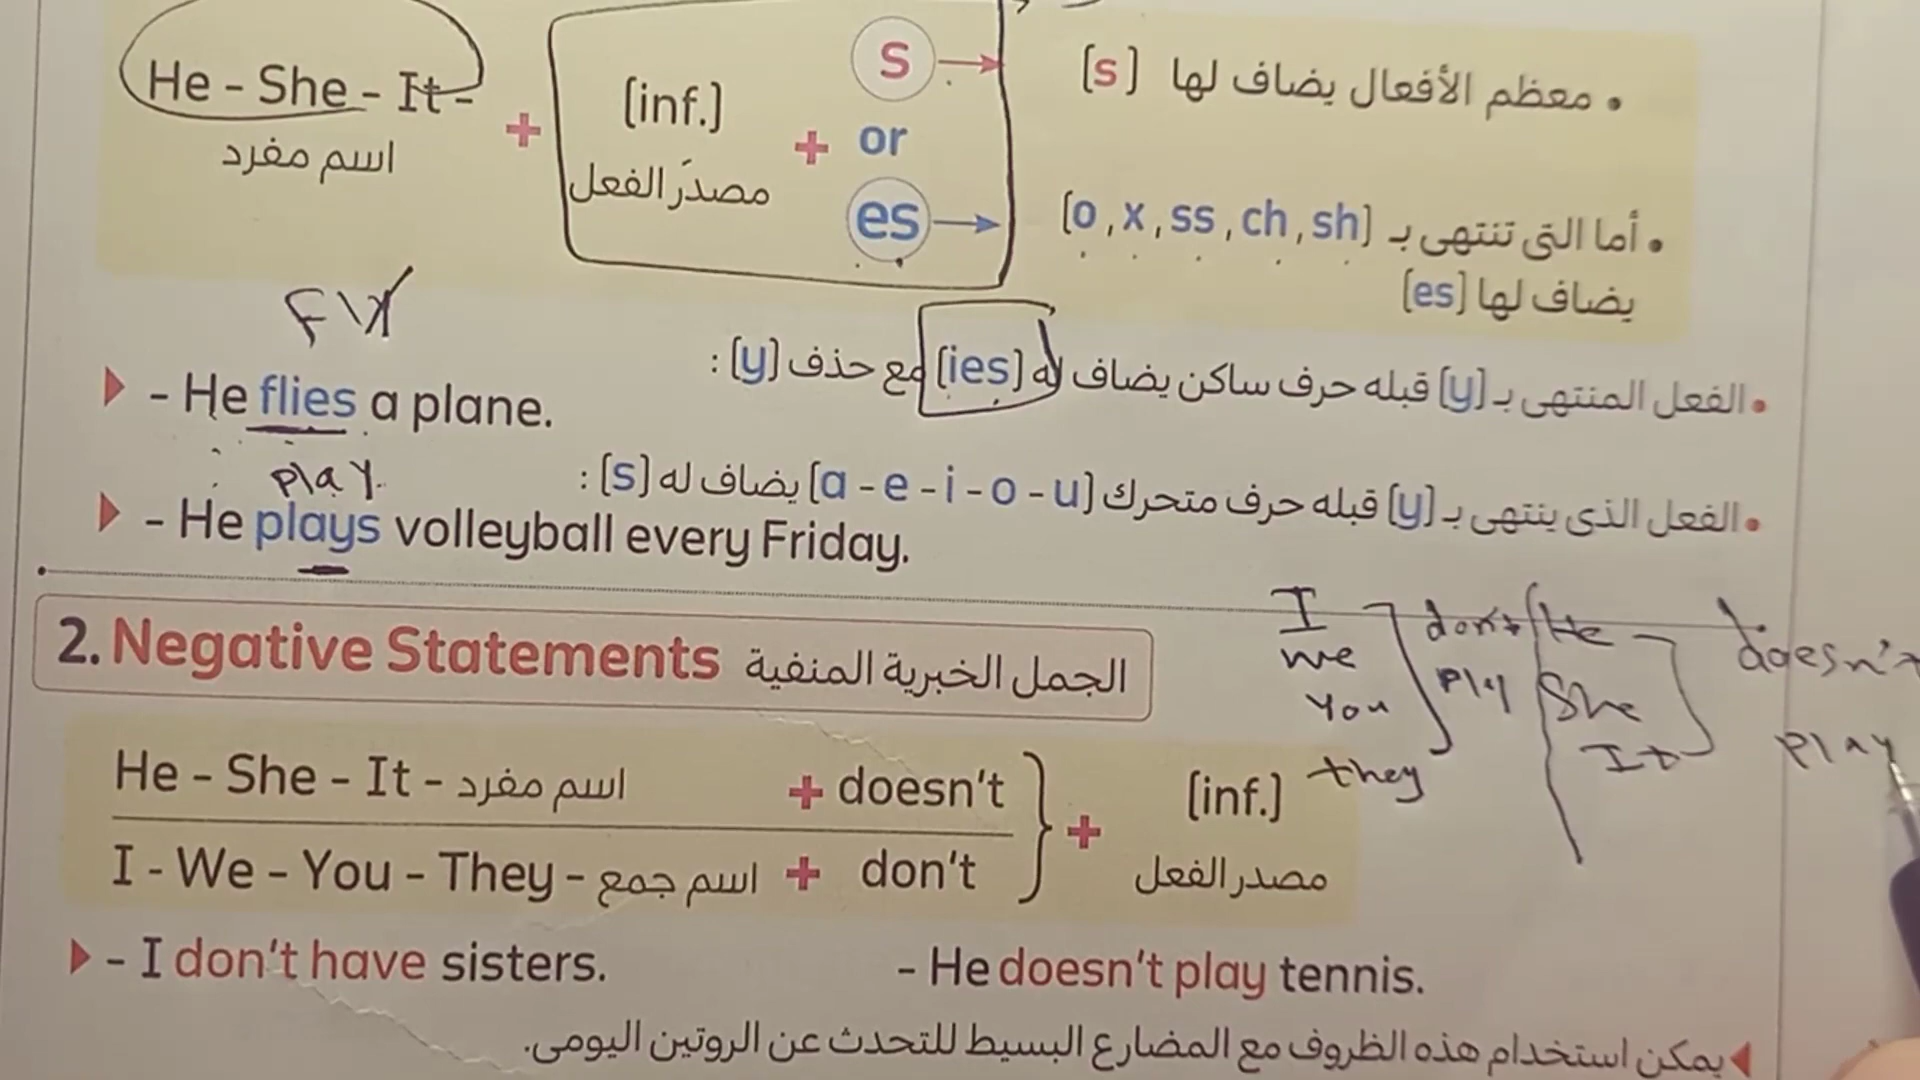 He - She - It -
اسم مفرد
+
(inf.)
مصدر الفعل
+
s
or
es
• معظم الأفعال يضاف لها (s)
• أما التى تنتهى بـ (o , x , ss , ch , sh)
يضاف لها (es)
• الفعل المنتهى بـ (y) قبله حرف ساكن يضاف له (ies) مع حذف (y) :
- He flies a plane.
play
• الفعل الذى ينتهى بـ (y) قبله حرف متحرك (a - e - i - o - u) يضاف له (s) :
- He plays volleyball every Friday.
I
we
You
they
don't
play
He
She
It
doesn't
play
2. Negative Statements الجمل الخبرية المنفية
He - She - It - اسم مفرد + doesn't
I - We - You - They - اسم جمع + don't
+
(inf.)
مصدر الفعل
- I don't have sisters.
- He doesn't play tennis.
يمكن استخدام هذه الظروف مع المضارع البسيط للتحدث عن الروتين اليومى.